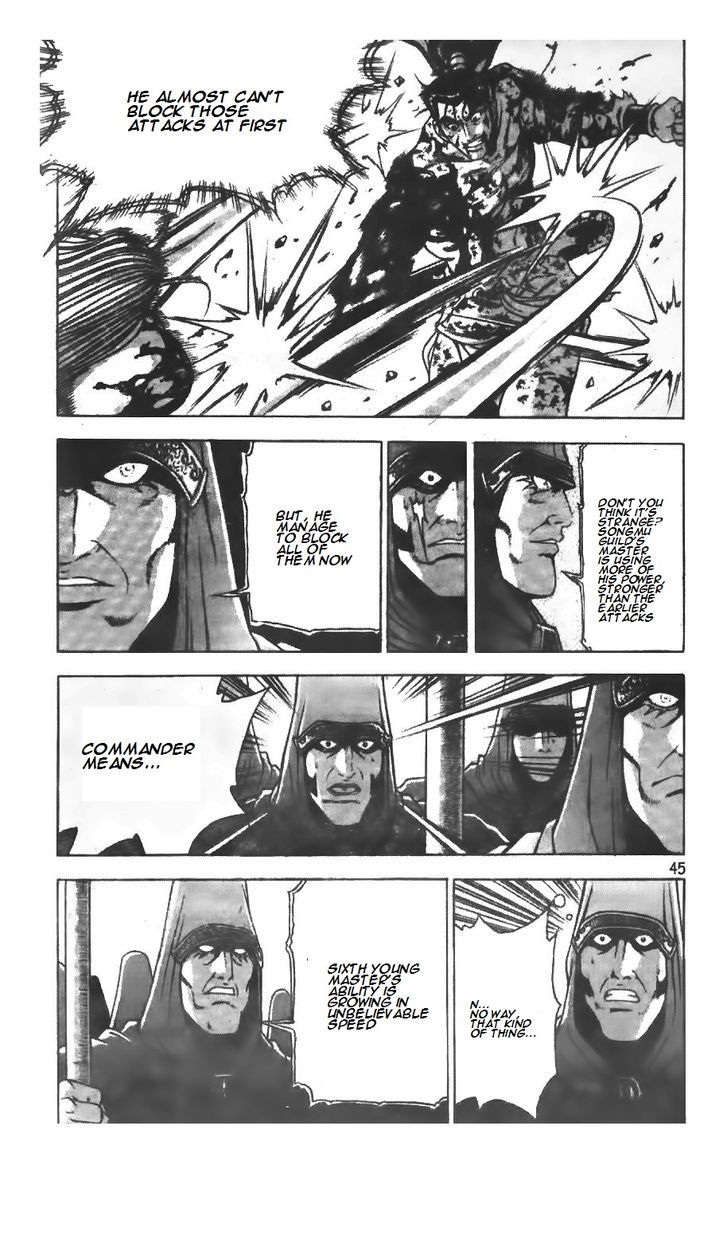 HE ALMOST CAN'T
BLOCK THOSE
ATTACKS AT FIRST
BUT, HE
MANAGE
TO BLOCK
ALL OF
THEM NOW
DON'T YOU
THINK IT'S
STRANGE?
SONGMU
GUILD'S
MASTER
IS USING
MORE OF
HIS POWER,
STRONGER
THAN THE
EARLIER
ATTACKS
COMMANDER
MEANS...
45
SIXTH YOUNG
MASTER'S
ABILITY IS
GROWING IN
UNBELIEVABLE
SPEED
N...
NO WAY,
THAT KIND
OF THING...